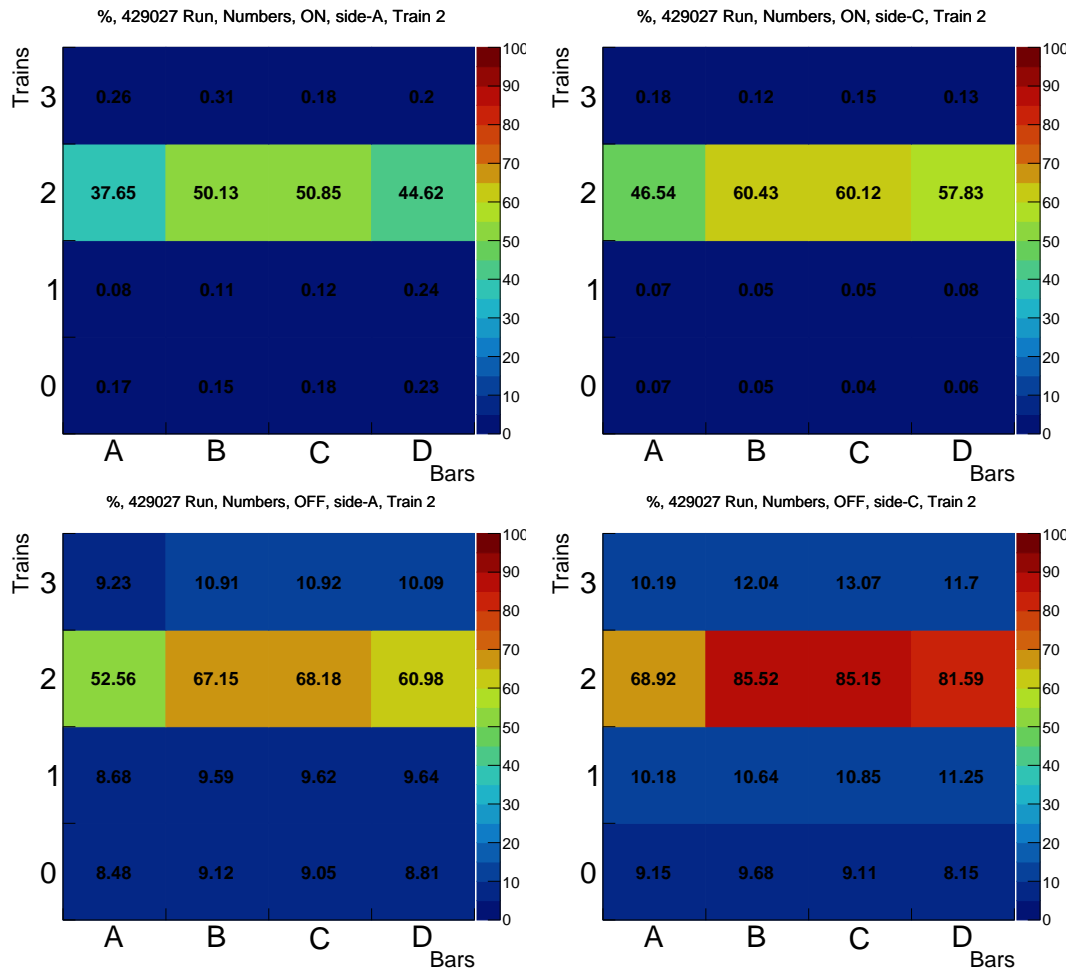 %, 429027 Run, Numbers, ON, side-A, Train 2
Trains
3 0.26 0.31 0.18 0.2
2 37.65 50.13 50.85 44.62
1 0.08 0.11 0.12 0.24
0 0.17 0.15 0.18 0.23
A B C D
Bars
100
90
80
70
60
50
40
30
20
10
0
%, 429027 Run, Numbers, ON, side-C, Train 2
Trains
3 0.18 0.12 0.15 0.13
2 46.54 60.43 60.12 57.83
1 0.07 0.05 0.05 0.08
0 0.07 0.05 0.04 0.06
A B C D
Bars
100
90
80
70
60
50
40
30
20
10
0
%, 429027 Run, Numbers, OFF, side-A, Train 2
Trains
3 9.23 10.91 10.92 10.09
2 52.56 67.15 68.18 60.98
1 8.68 9.59 9.62 9.64
0 8.48 9.12 9.05 8.81
A B C D
Bars
100
90
80
70
60
50
40
30
20
10
0
%, 429027 Run, Numbers, OFF, side-C, Train 2
Trains
3 10.19 12.04 13.07 11.7
2 68.92 85.52 85.15 81.59
1 10.18 10.64 10.85 11.25
0 9.15 9.68 9.11 8.15
A B C D
Bars
100
90
80
70
60
50
40
30
20
10
0